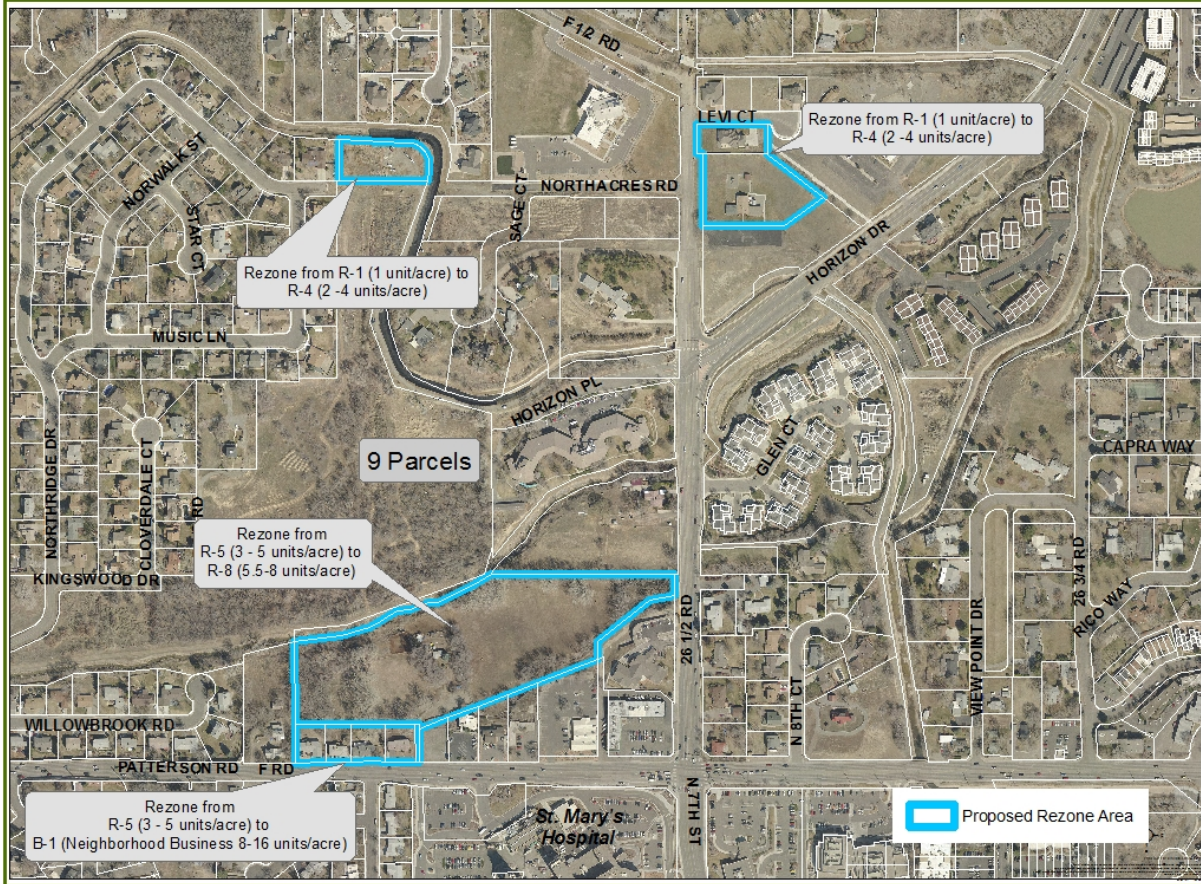 F 1/2 RD
LEVI CT
Rezone from R-1 (1 unit/acre) to
R-4 (2 -4 units/acre)
NORWALK ST
STAR CT
SAGE CT
NORTHACRES RD
Rezone from R-1 (1 unit/acre) to
R-4 (2 -4 units/acre)
HORIZON DR
MUSIC LN
HORIZON PL
GLEN CT
CAPRA WAY
NORTHRIDGE DR
CLOVERDALE CT
RD
9 Parcels
Rezone from
R-5 (3 - 5 units/acre) to
R-8 (5.5-8 units/acre)
KINGSWOOD DR
26 1/2 RD
26 3/4 RD
RICO WAY
VIEWPOINT DR
N 8TH CT
WILLOWBROOK RD
PATTERSON RD
F RD
Rezone from
R-5 (3 - 5 units/acre) to
B-1 (Neighborhood Business 8-16 units/acre)
N 7TH ST
St. Mary's
Hospital
Proposed Rezone Area